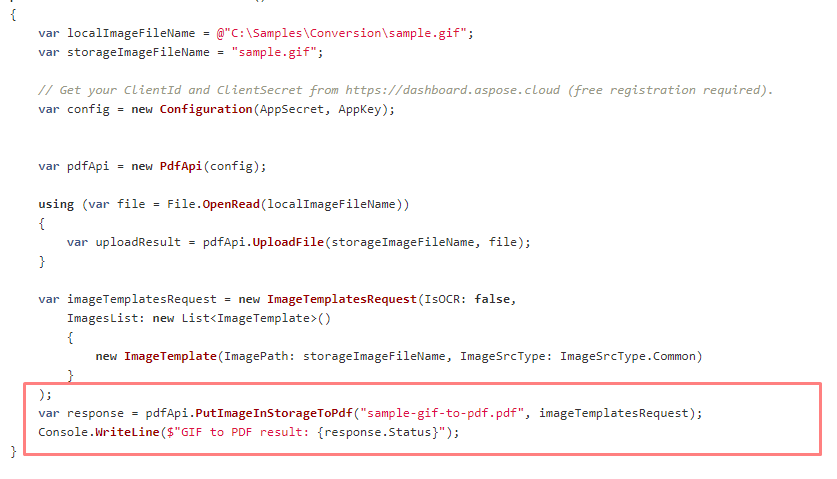 {
var localImageFileName = @"C:\Samples\Conversion\sample.gif";
var storageImageFileName = "sample.gif";
// Get your ClientId and ClientSecret from https://dashboard.aspose.cloud (free registration required).
var config = new Configuration(AppSecret, AppKey);
var pdfApi = new PdfApi(config);
using (var file = File.OpenRead(localImageFileName))
{
var uploadResult = pdfApi.UploadFile(storageImageFileName, file);
}
var imageTemplatesRequest = new ImageTemplatesRequest(IsOCR: false,
ImagesList: new List<ImageTemplate>()
{
new ImageTemplate(ImagePath: storageImageFileName, ImageSrcType: ImageSrcType.Common)
}
);
var response = pdfApi.PutImageInStorageToPdf("sample-gif-to-pdf.pdf", imageTemplatesRequest);
Console.WriteLine($"GIF to PDF result: {response.Status}");
}